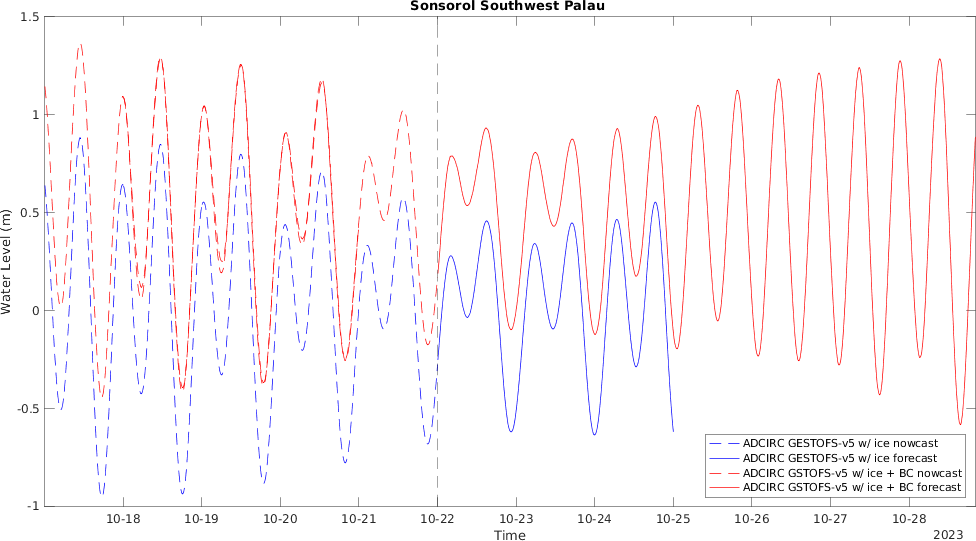 Sonsorol Southwest Palau
1.5
1
0.5
0
-0.5
-1
Water Level (m)
10-18 10-19 10-20 10-21 10-22 10-23 10-24 10-25 10-26 10-27 10-28
Time
2023
ADCIRC GESTOFS-v5 w/ ice nowcast
ADCIRC GESTOFS-v5 w/ ice forecast
ADCIRC GSTOFS-v5 w/ ice + BC nowcast
ADCIRC GSTOFS-v5 w/ ice + BC forecast